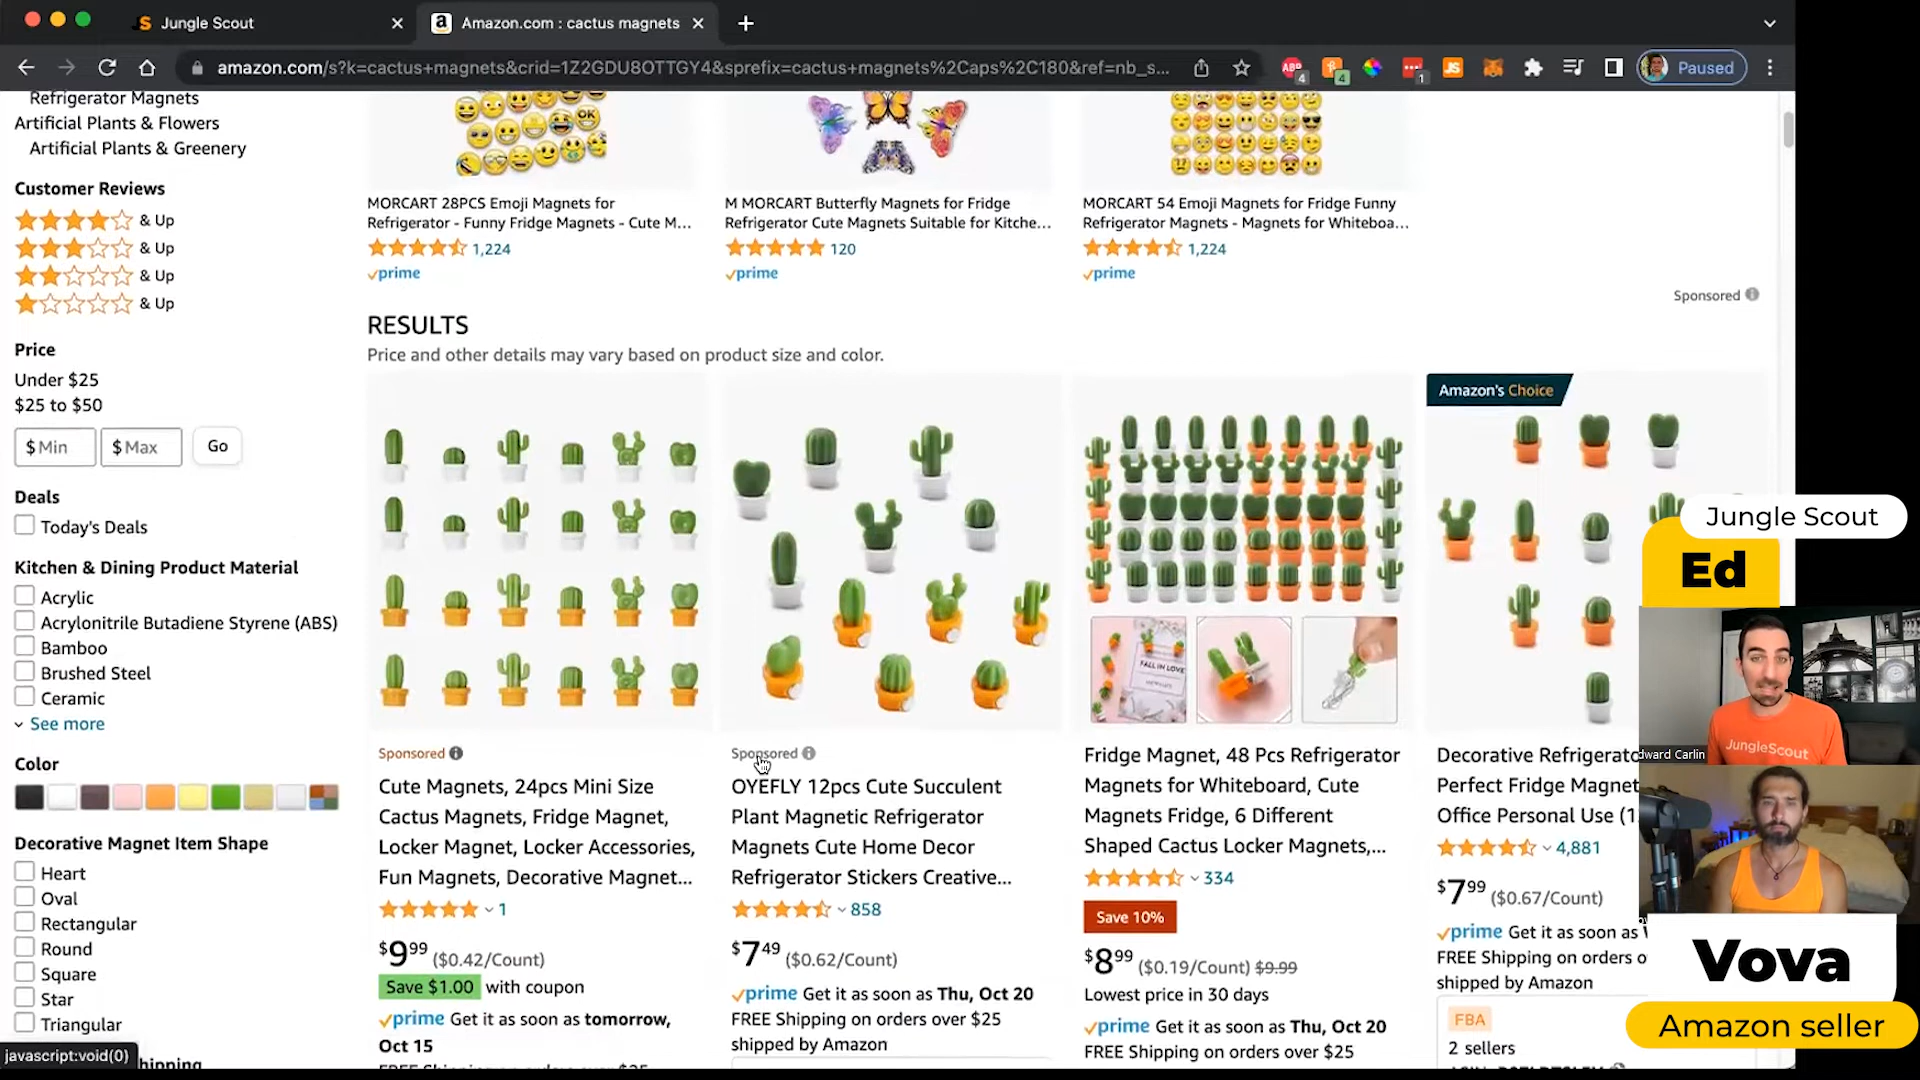 Jungle Scout
Amazon.com : cactus magnets
amazon.com/s?k=cactus+magnets&crid=1Z2GDU8OTTGY4&sprefix=cactus+magnets%2Caps%2C180&ref=nb_s...
ABP
4
4
1
JS
Paused
Refrigerator Magnets
Artificial Plants & Flowers
Artificial Plants & Greenery
Customer Reviews
& Up
& Up
& Up
& Up
Price
Under $25
$25 to $50
$ Min
$ Max
Go
Deals
Today's Deals
Kitchen & Dining Product Material
Acrylic
Acrylonitrile Butadiene Styrene (ABS)
Bamboo
Brushed Steel
Ceramic
See more
Color
Decorative Magnet Item Shape
Heart
Oval
Rectangular
Round
Square
Star
Triangular
javascript:void(0)
OK
MORCART 28PCS Emoji Magnets for
Refrigerator - Funny Fridge Magnets - Cute M...
1,224
prime
M MORCART Butterfly Magnets for Fridge
Refrigerator Cute Magnets Suitable for Kitche...
120
prime
MORCART 54 Emoji Magnets for Fridge Funny
Refrigerator Magnets - Magnets for Whiteboa...
1,224
prime
Sponsored
RESULTS
Price and other details may vary based on product size and color.
Sponsored
Cute Magnets, 24pcs Mini Size
Cactus Magnets, Fridge Magnet,
Locker Magnet, Locker Accessories,
Fun Magnets, Decorative Magnet...
1
$9.99 ($0.42/Count)
Save $1.00 with coupon
prime Get it as soon as tomorrow,
Oct 15
Sponsored
OYEFLY 12pcs Cute Succulent
Plant Magnetic Refrigerator
Magnets Cute Home Decor
Refrigerator Stickers Creative...
858
$7.49 ($0.62/Count)
prime Get it as soon as Thu, Oct 20
FREE Shipping on orders over $25
shipped by Amazon
FALL IN LOVE
Fridge Magnet, 48 Pcs Refrigerator
Magnets for Whiteboard, Cute
Magnets Fridge, 6 Different
Shaped Cactus Locker Magnets,...
334
Save 10%
$8.99 ($0.19/Count) $9.99
Lowest price in 30 days
prime Get it as soon as Thu, Oct 20
FREE Shipping on orders over $25
Amazon's Choice
Decorative Refrigerato
Perfect Fridge Magnet
Office Personal Use (1
4,881
$7.99 ($0.67/Count)
prime Get it as soon as
FREE Shipping on orders o
shipped by Amazon
FBA
2 sellers
Jungle Scout
Ed
JungleScout
dward Carlin
Vova
Amazon seller